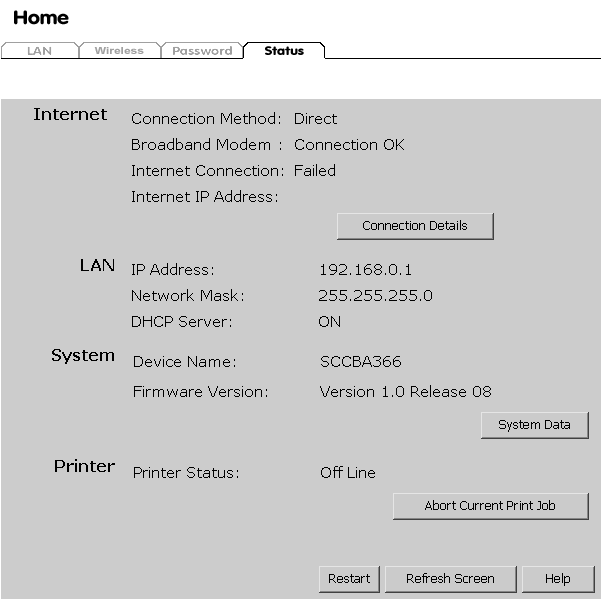 Home
LAN Wireless Password Status
Internet Connection Method: Direct
Broadband Modem : Connection OK
Internet Connection: Failed
Internet IP Address:
Connection Details
LAN IP Address: 192.168.0.1
Network Mask: 255.255.255.0
DHCP Server: ON
System Device Name: SCCBA366
Firmware Version: Version 1.0 Release 08
System Data
Printer Printer Status: Off Line
Abort Current Print Job
Restart Refresh Screen Help